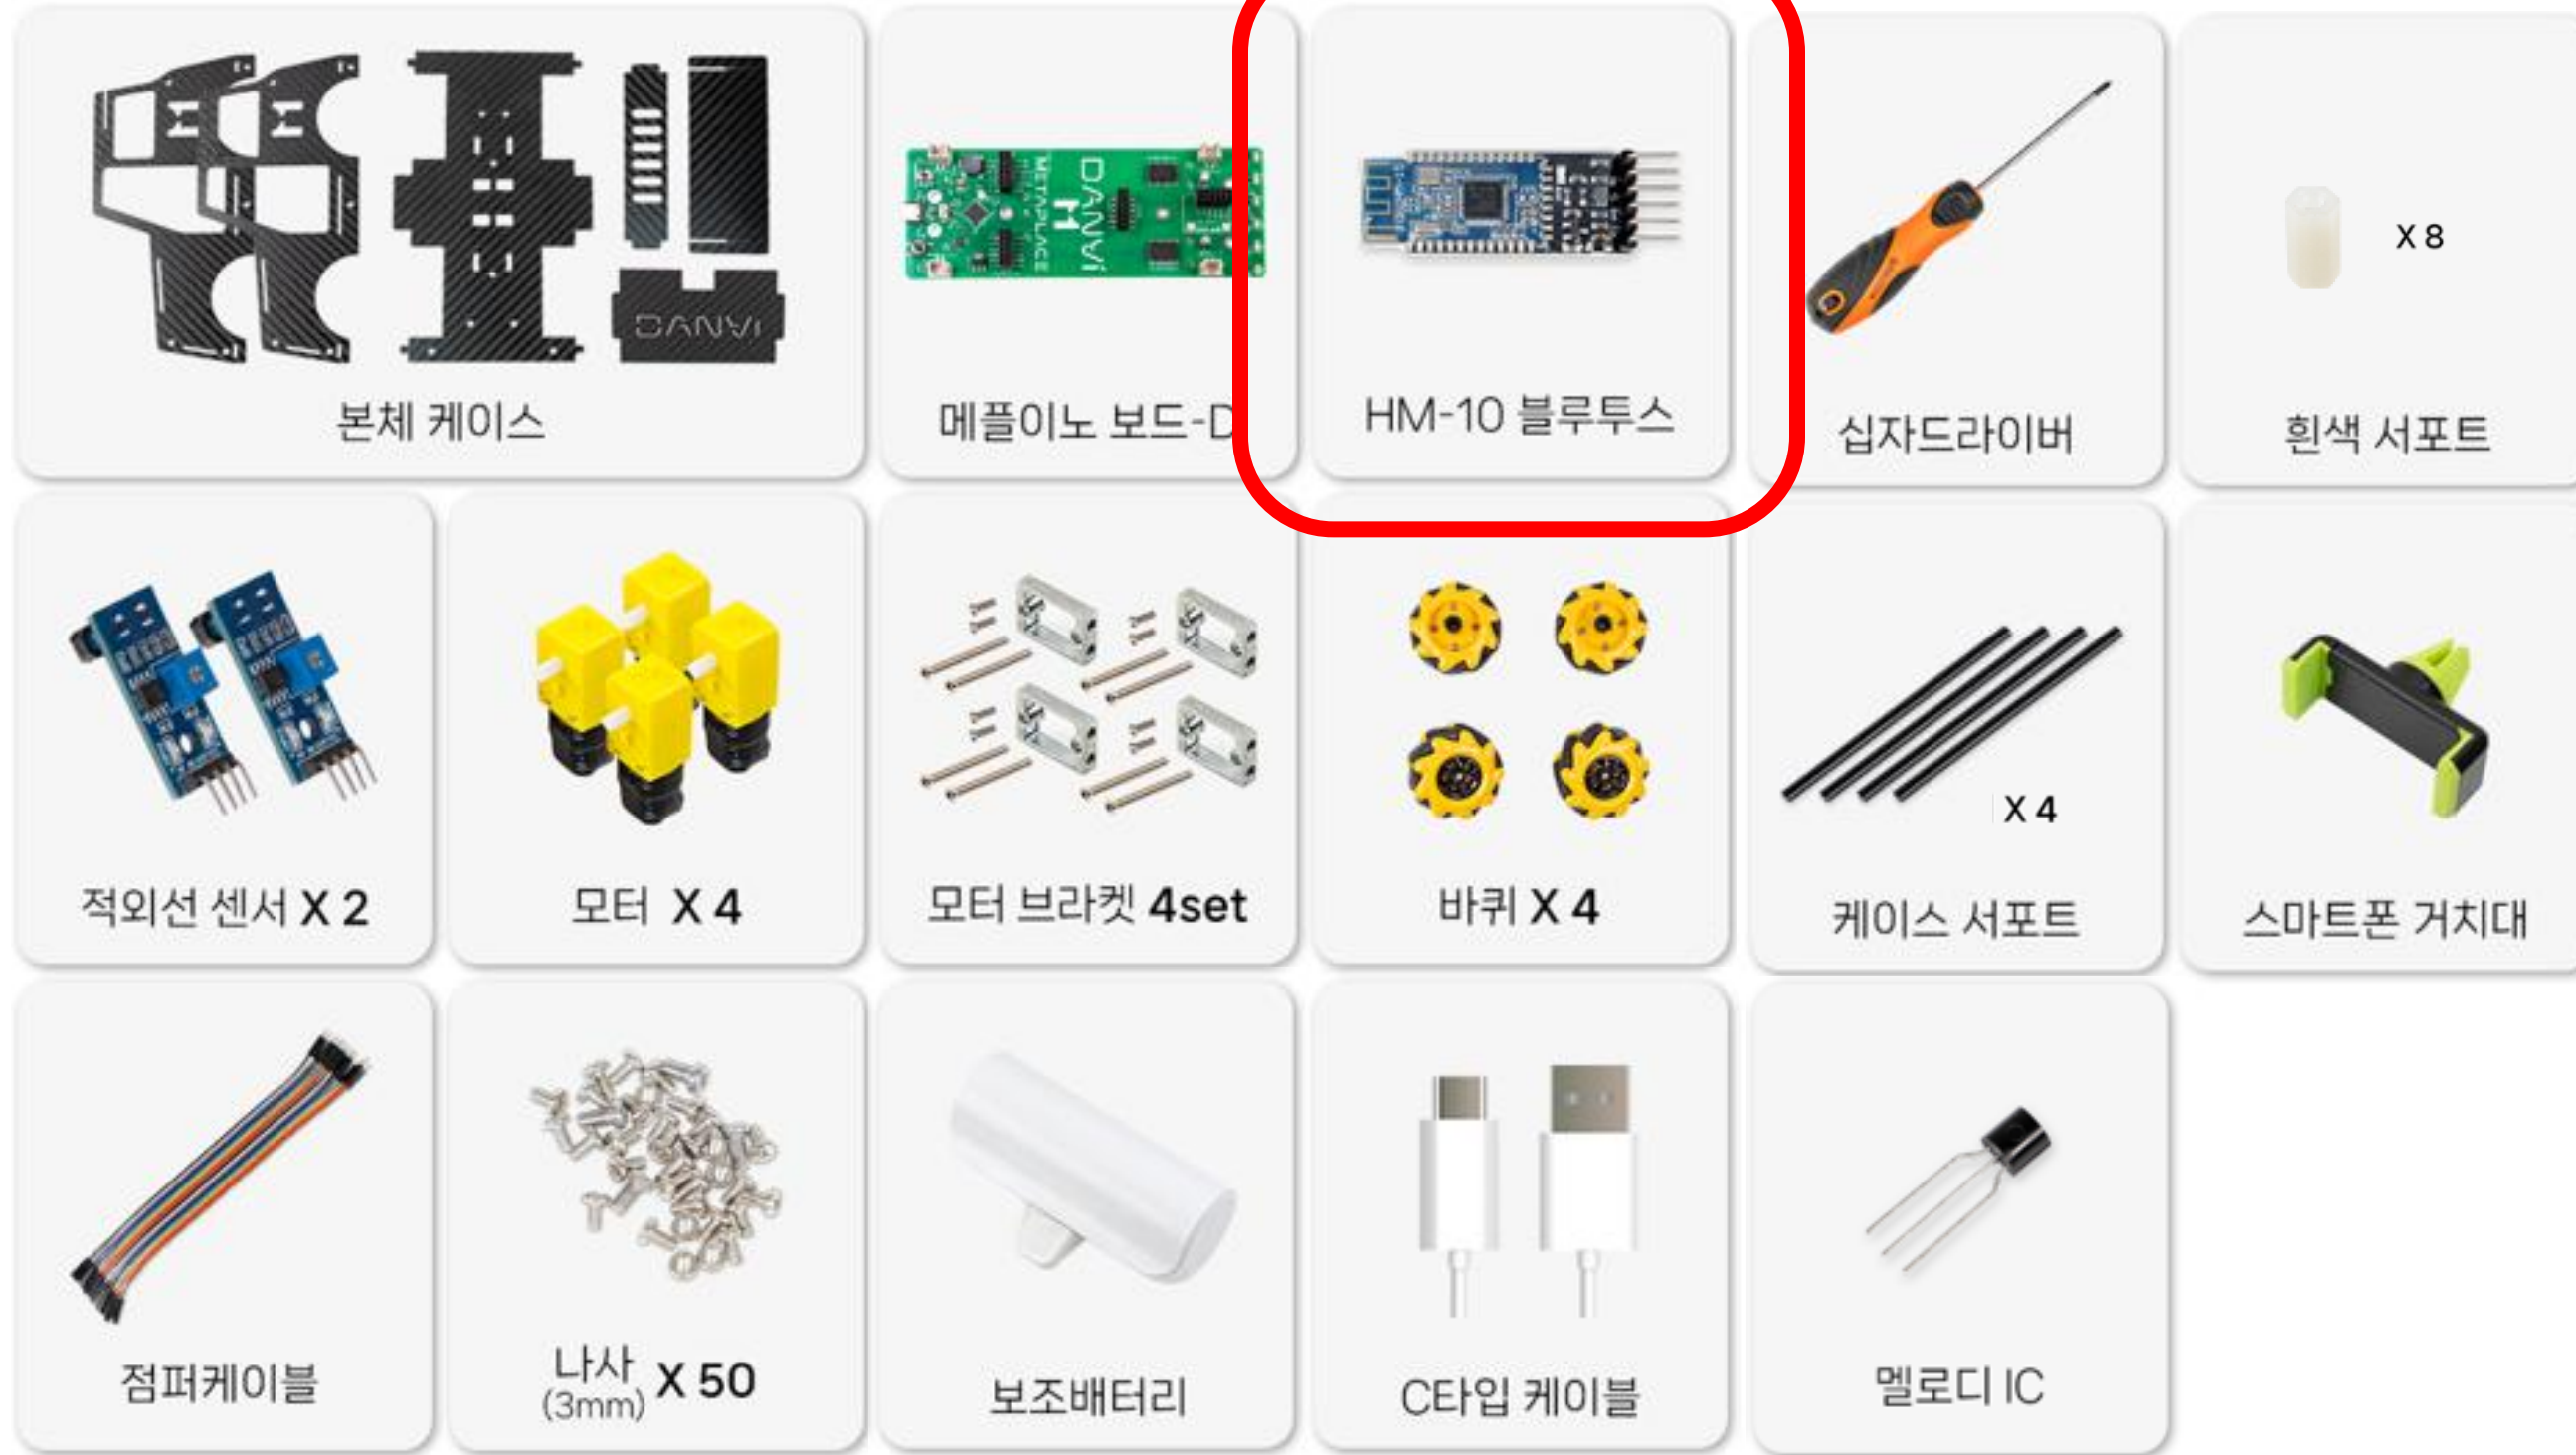 DANVi
METAPLACE
DANVi
본체 케이스
메플이노 보드-D
HM-10 블루투스
십자드라이버
X 8
흰색 서포트
적외선 센서 X 2
모터 X 4
모터 브라켓 4set
바퀴 X 4
X 4
케이스 서포트
스마트폰 거치대
점퍼케이블
나사 X 50
(3mm)
보조배터리
C타입 케이블
멜로디 IC